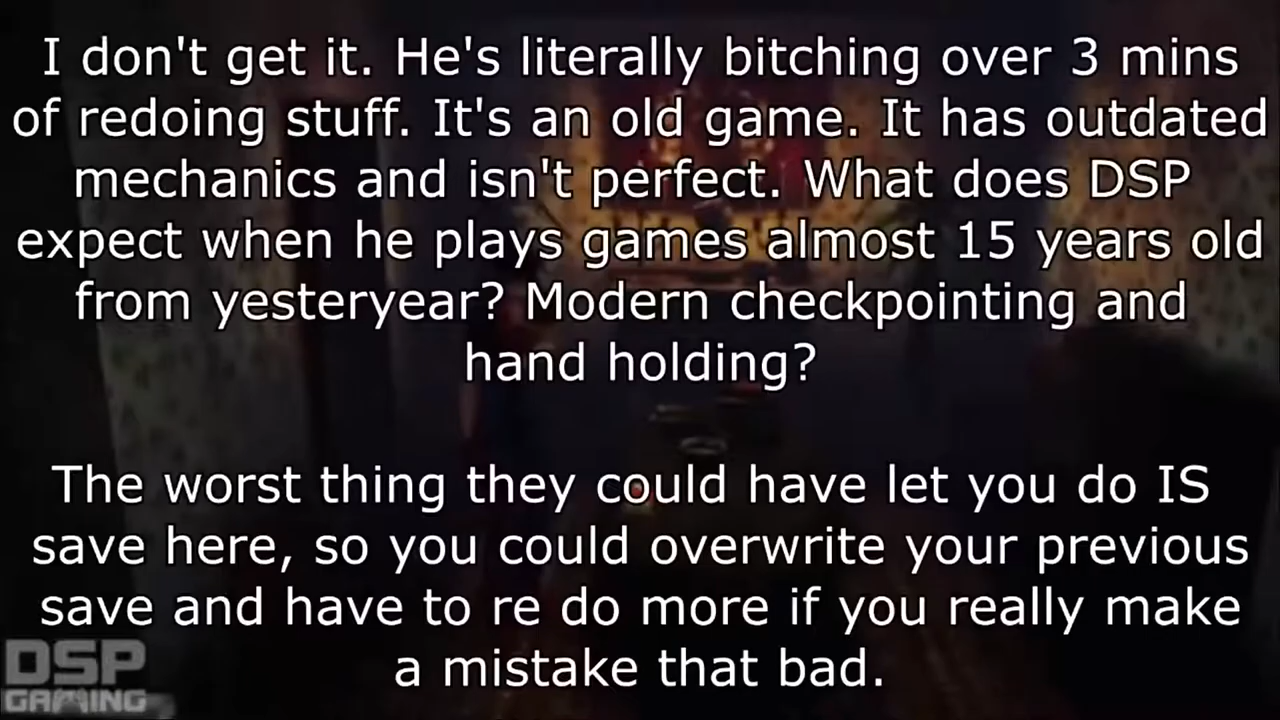 I don't get it. He's literally bitching over 3 mins
of redoing stuff. It's an old game. It has outdated
mechanics and isn't perfect. What does DSP
expect when he plays games almost 15 years old
from yesteryear? Modern checkpointing and
hand holding?
The worst thing they could have let you do IS
save here, so you could overwrite your previous
save and have to re do more if you really make
a mistake that bad.
DSP
GAMING